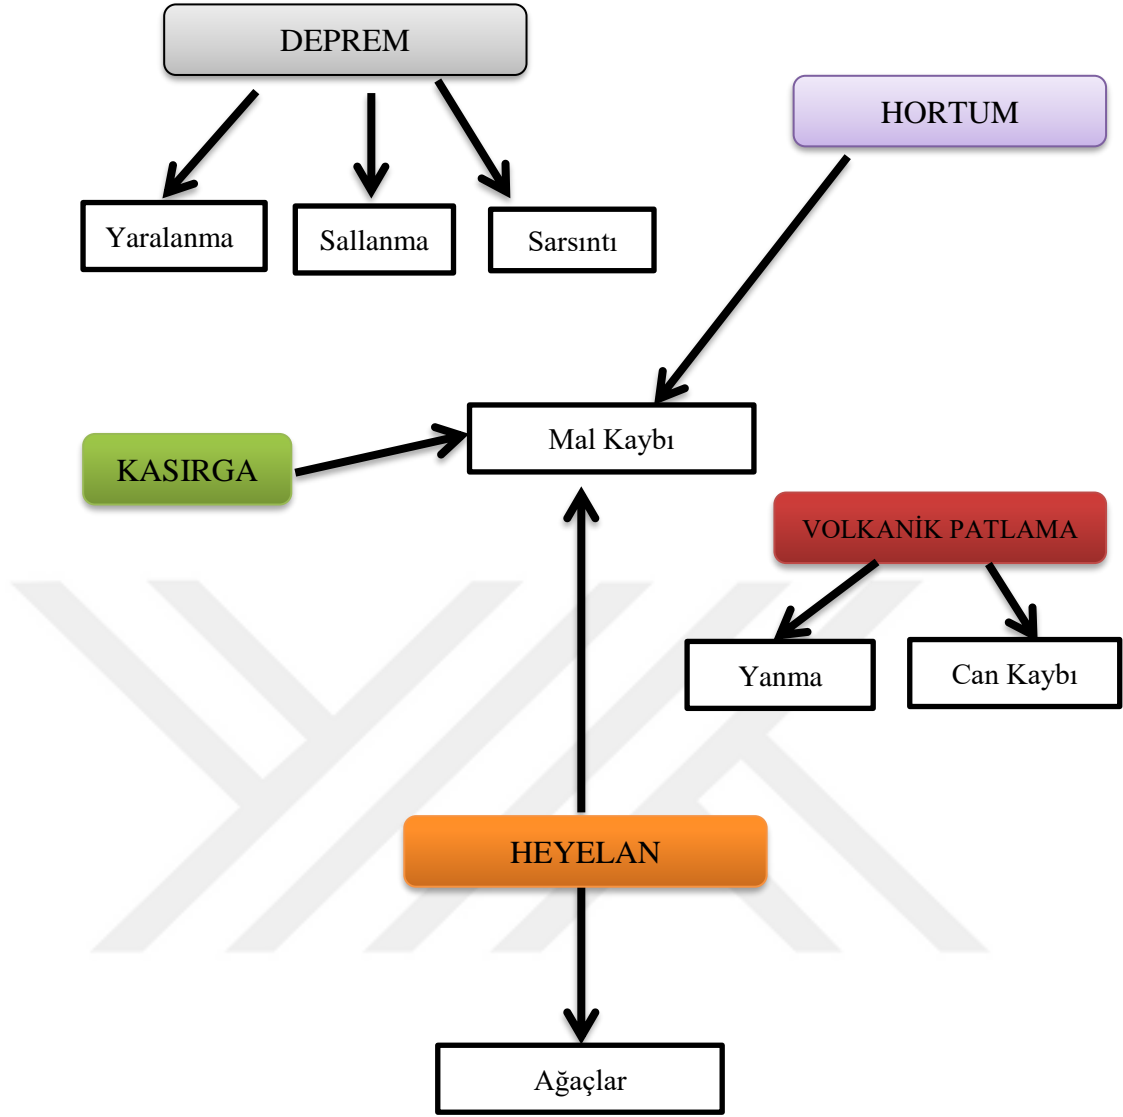 DEPREM
HORTUM
Yaralanma
Sallanma
Sarsıntı
Mal Kaybı
KASIRGA
VOLKANİK PATLAMA
Yanma
Can Kaybı
HEYELAN
Ağaçlar